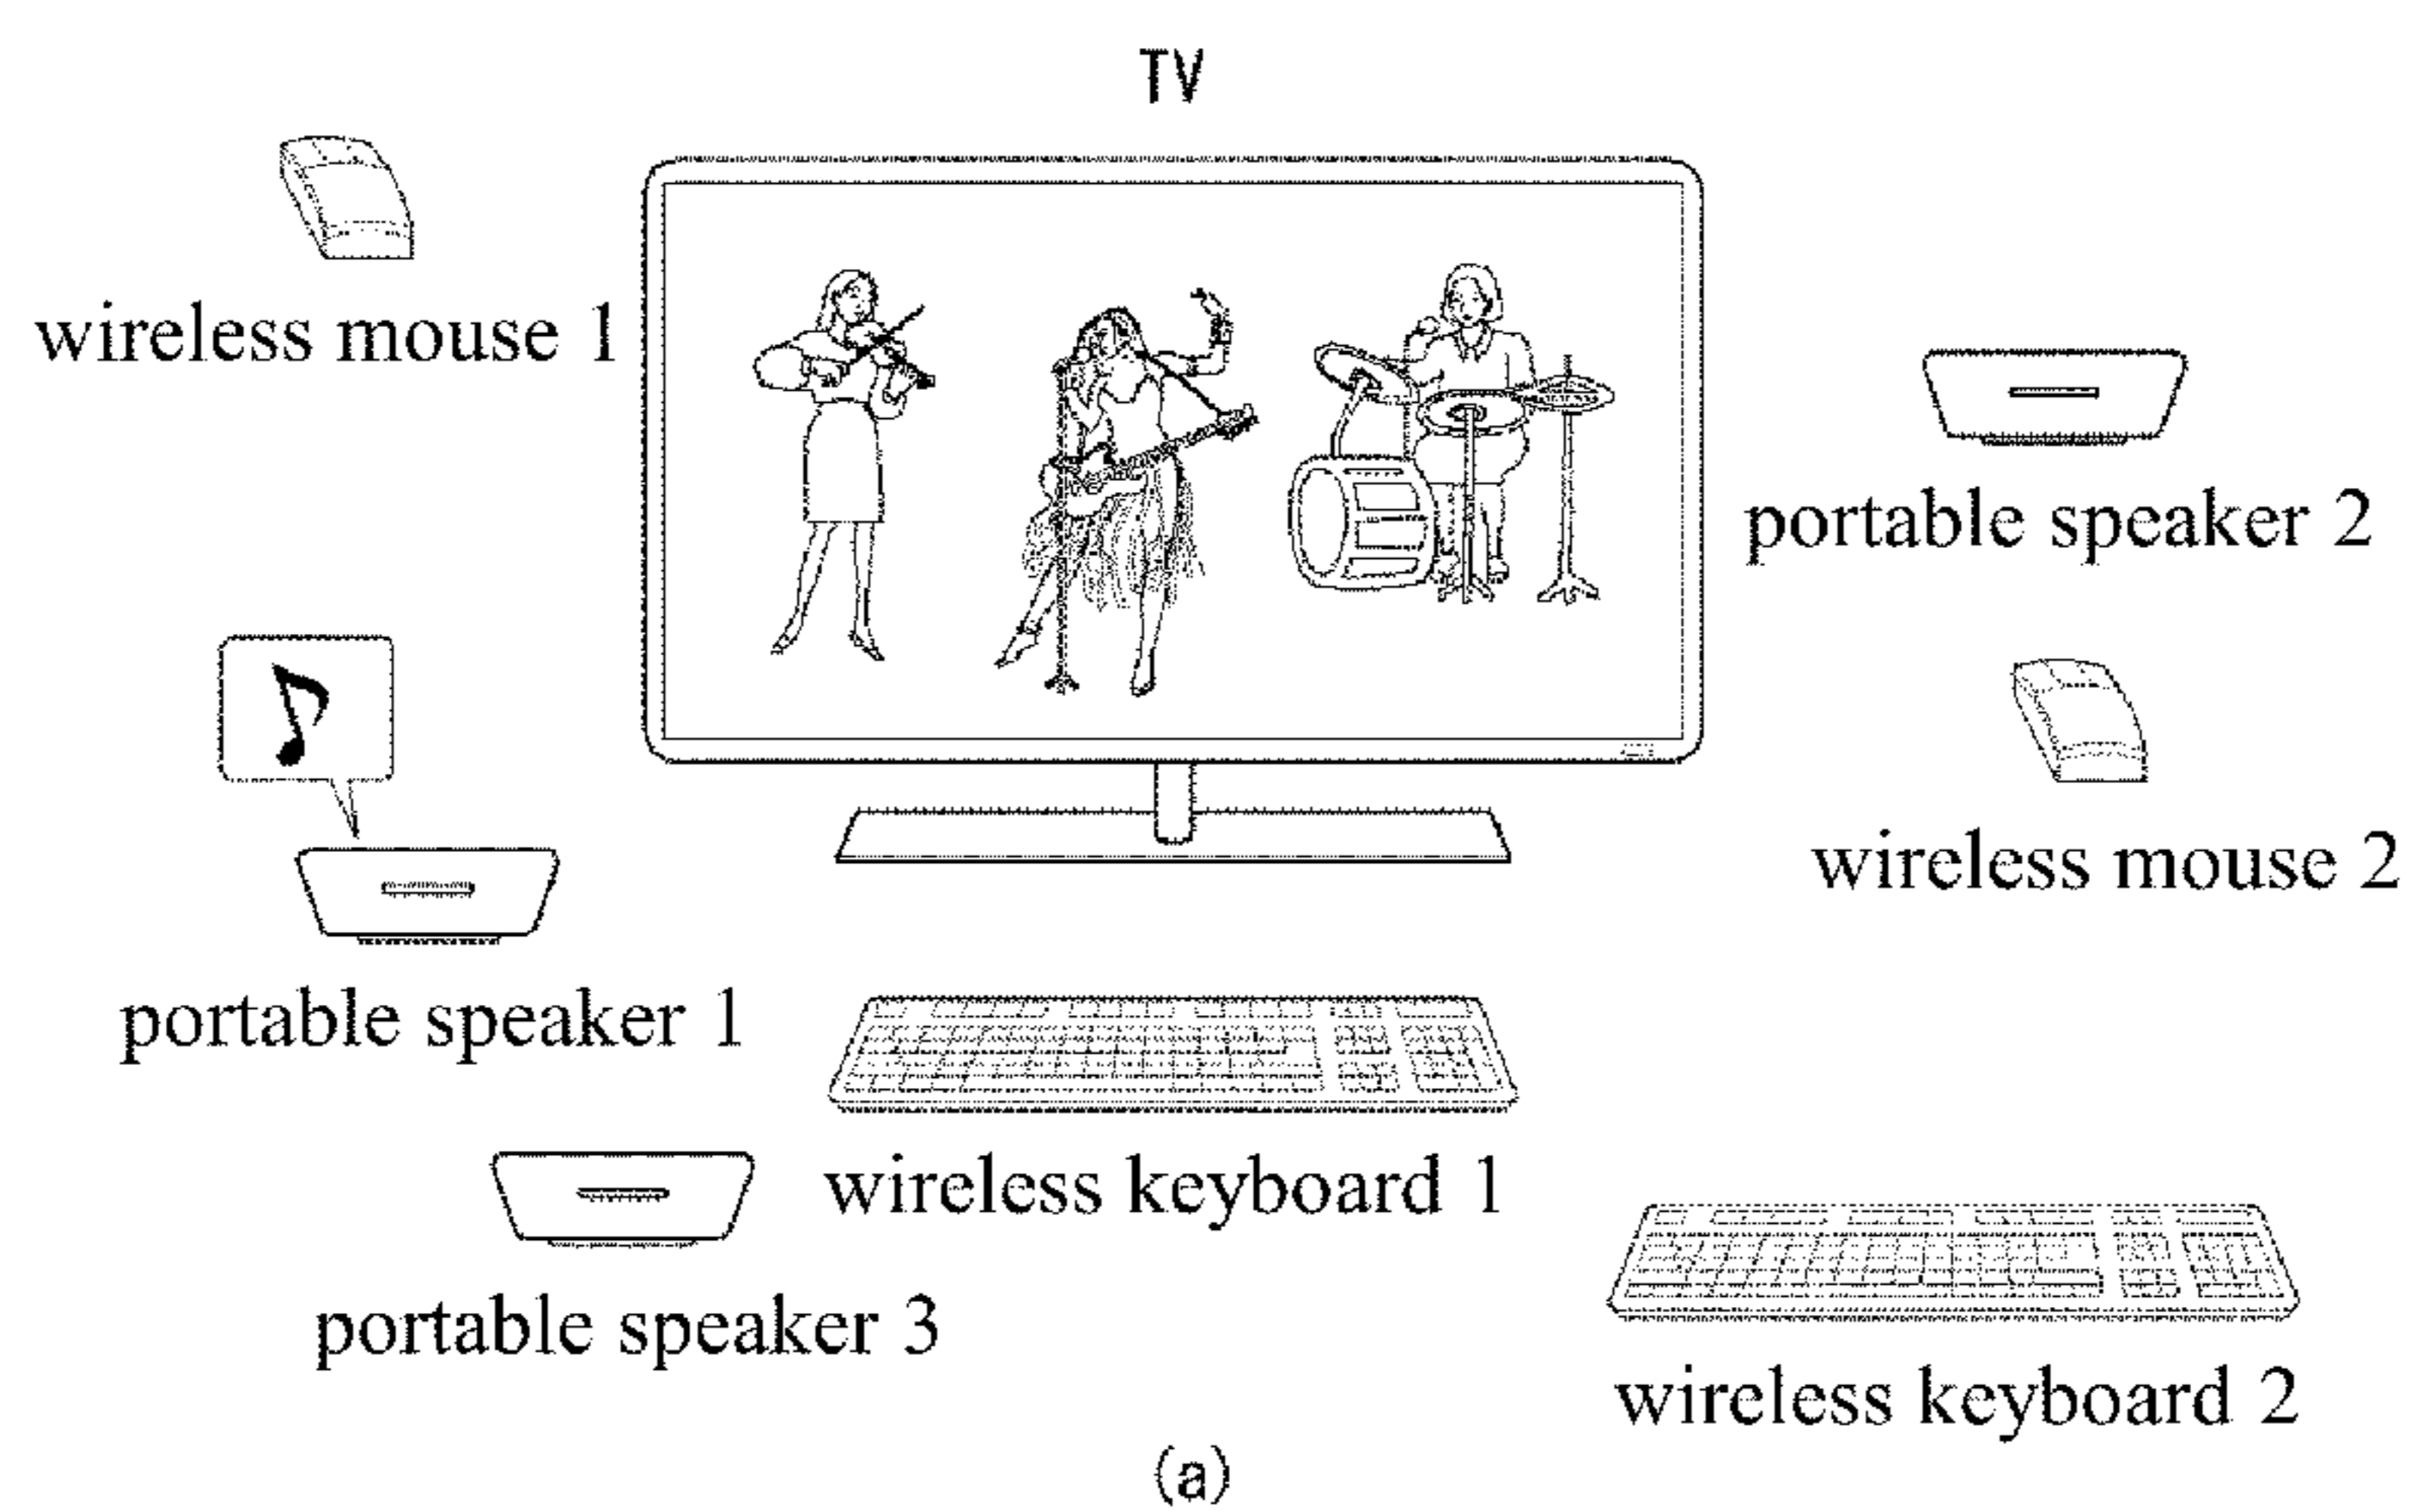 TV
wireless mouse 1
portable speaker 2
wireless mouse 2
portable speaker 1
wireless keyboard 1
portable speaker 3
wireless keyboard 2
(a)